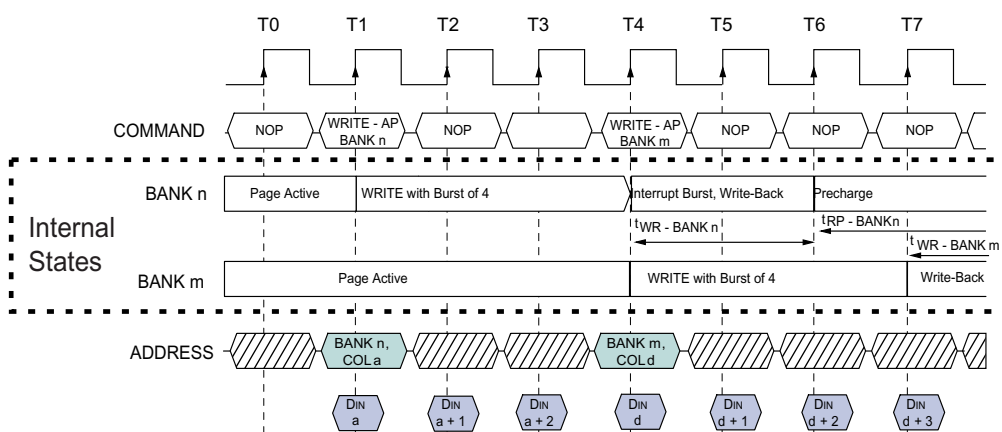 T0 T1 T2 T3 T4 T5 T6 T7
COMMAND NOP WRITE - AP NOP WRITE - AP NOP NOP NOP
BANK n BANK m
BANK n Page Active WRITE with Burst of 4 Interrupt Burst, Write-Back Precharge
Internal
States
tWR - BANK n tRP - BANK n
tWR - BANK m
BANK m Page Active WRITE with Burst of 4 Write-Back
ADDRESS BANK n, BANK m,
COL a COL d
DIN DIN DIN DIN DIN DIN DIN
a a + 1 a + 2 d d + 1 d + 2 d + 3